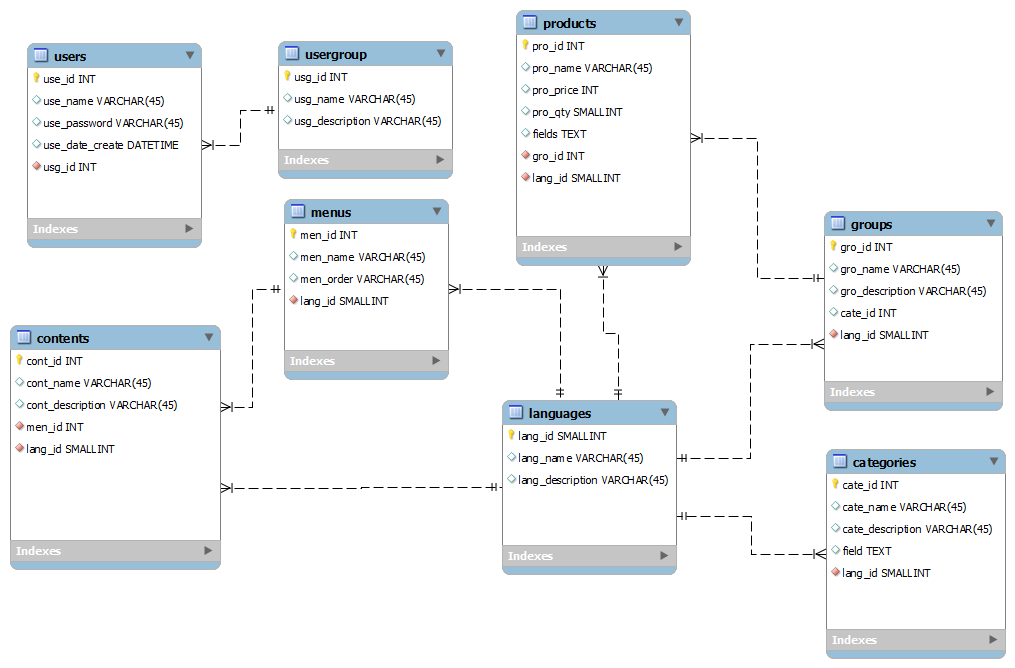 users
use_id INT
use_name VARCHAR(45)
use_password VARCHAR(45)
use_date_create DATETIME
usg_id INT
Indexes
usergroup
usg_id INT
usg_name VARCHAR(45)
usg_description VARCHAR(45)
Indexes
products
pro_id INT
pro_name VARCHAR(45)
pro_price INT
pro_qty SMALLINT
fields TEXT
gro_id INT
lang_id SMALLINT
Indexes
menus
men_id INT
men_name VARCHAR(45)
men_order VARCHAR(45)
lang_id SMALLINT
Indexes
groups
gro_id INT
gro_name VARCHAR(45)
gro_description VARCHAR(45)
cate_id INT
lang_id SMALLINT
Indexes
contents
cont_id INT
cont_name VARCHAR(45)
cont_description VARCHAR(45)
men_id INT
lang_id SMALLINT
Indexes
languages
lang_id SMALLINT
lang_name VARCHAR(45)
lang_description VARCHAR(45)
Indexes
categories
cate_id INT
cate_name VARCHAR(45)
cate_description VARCHAR(45)
field TEXT
lang_id SMALLINT
Indexes